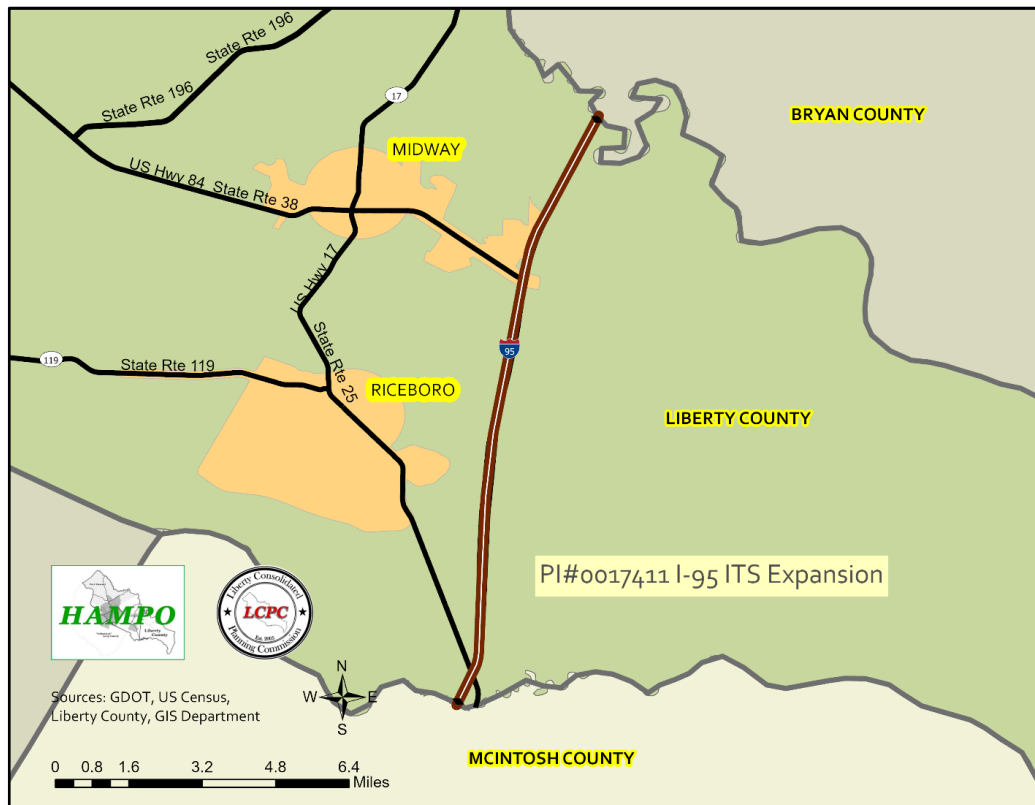 State Rte 196
State Rte 196
17
BRYAN COUNTY
MIDWAY
US Hwy 84 State Rte 38
US Hwy 17
95
119
State Rte 119
State Rte 25
RICEBORO
LIBERTY COUNTY
PI#0017411 I-95 ITS Expansion
HAMPO
Liberty Consolidated
LCPC
Est. 2005
Planning Commission
Sources: GDOT, US Census,
Liberty County, GIS Department
N
W E
S
MCINTOSH COUNTY
0 0.8 1.6 3.2 4.8 6.4
Miles